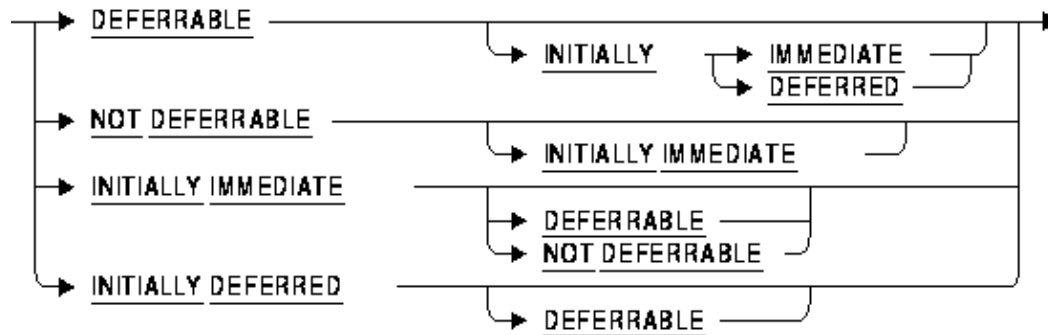 DEFERRABLE
INITIALLY IMMEDIATE
DEFERRED
NOT DEFERRABLE
INITIALLY IMMEDIATE
INITIALLY IMMEDIATE
DEFERRABLE
NOT DEFERRABLE
INITIALLY DEFERRED
DEFERRABLE